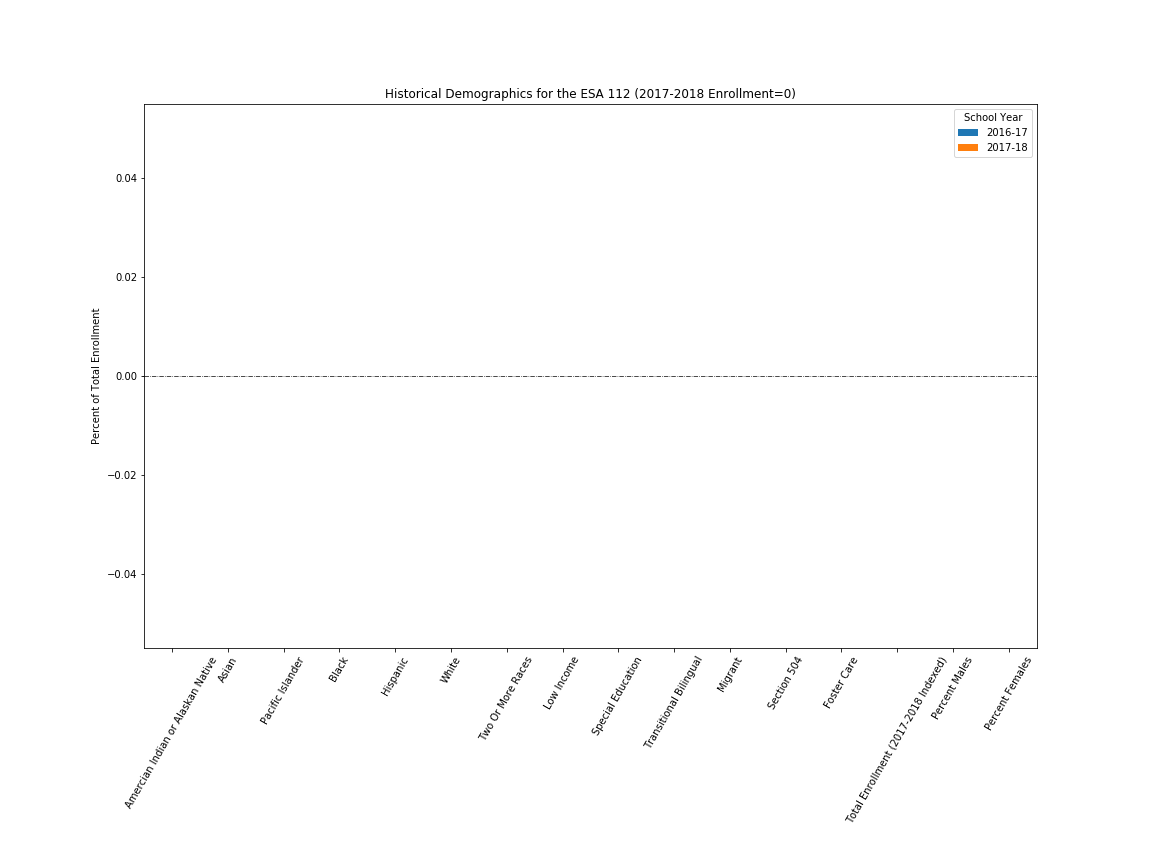 Historical Demographics for the ESA 112 (2017-2018 Enrollment=0)
School Year
2016-17
2017-18
0.04
0.02
0.00
−0.02
−0.04
Percent of Total Enrollment
Amercian Indian or Alaskan Native
Asian
Pacific Islander
Black
Hispanic
White
Two Or More Races
Low Income
Special Education
Transitional Bilingual
Migrant
Section 504
Foster Care
Total Enrollment (2017-2018 Indexed)
Percent Males
Percent Females